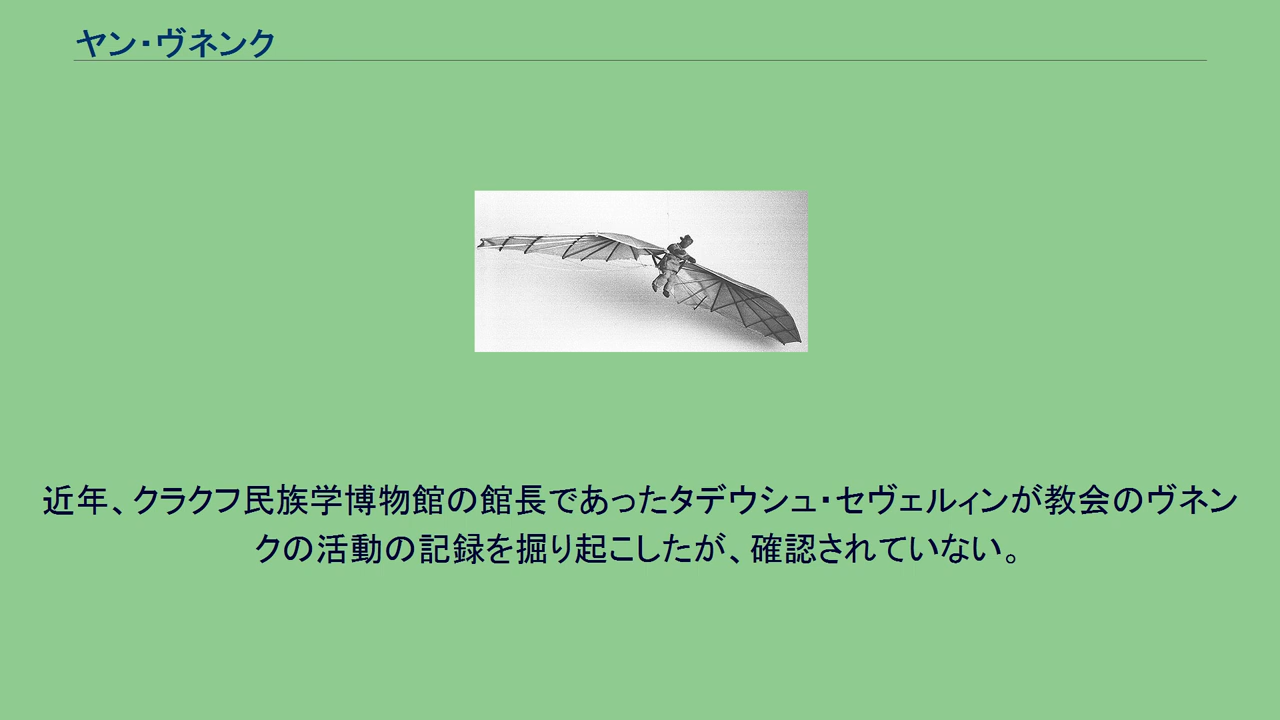 ヤン・ヴネンク
近年、クラクフ民族学博物館の館長であったタデウシュ・セヴェルィンが教会のヴネン
クの活動の記録を掘り起こしたが、確認されていない。